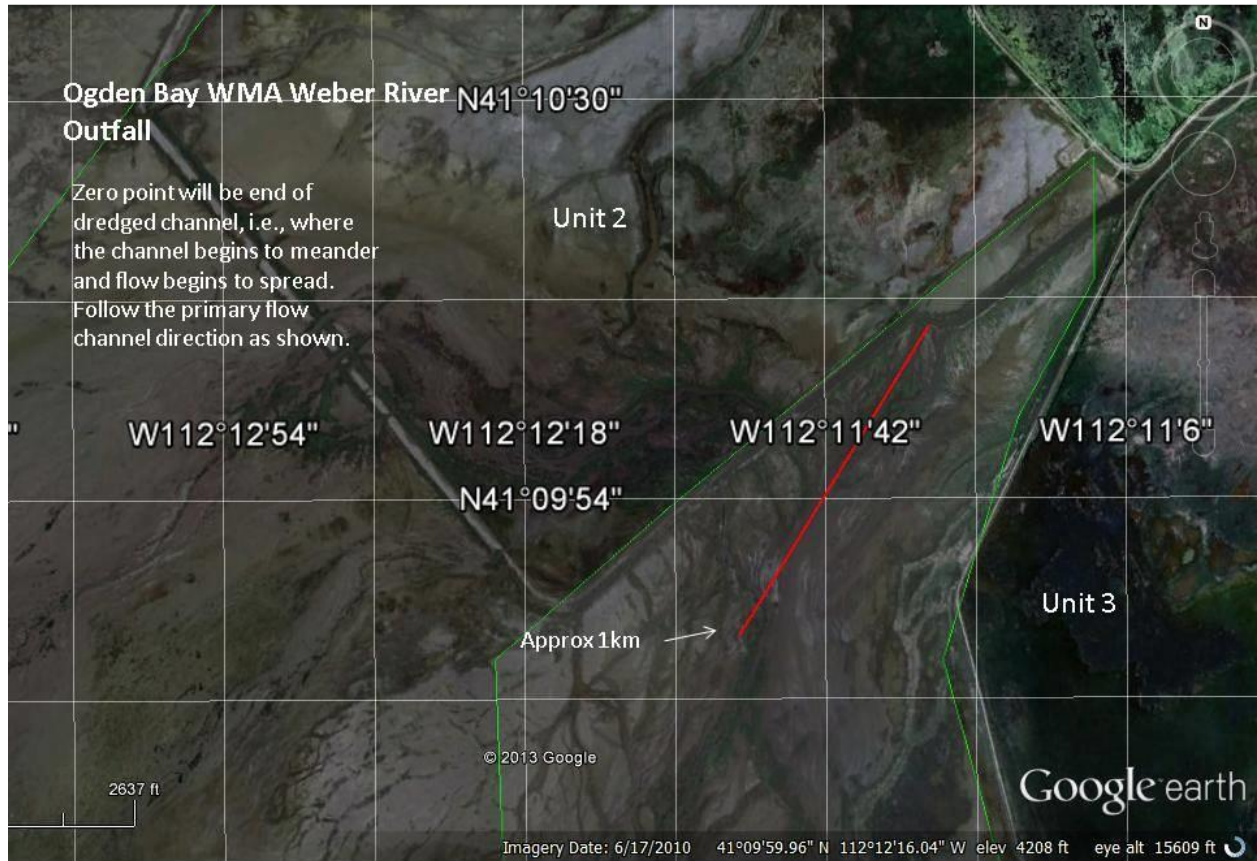 N
Ogden Bay WMA Weber River
Outfall
N41°10'30"
Zero point will be end of
dredged channel, i.e., where
the channel begins to meander
and flow begins to spread.
Follow the primary flow
channel direction as shown.
Unit 2
"
W112°12'54"
W112°12'18"
W112°11'42"
W112°11'6"
N41°09'54"
Unit 3
Approx 1km
© 2013 Google
2637 ft
Google earth
Imagery Date: 6/17/2010 41°09'59.96" N 112°12'16.04" W elev 4208 ft eye alt 15609 ft